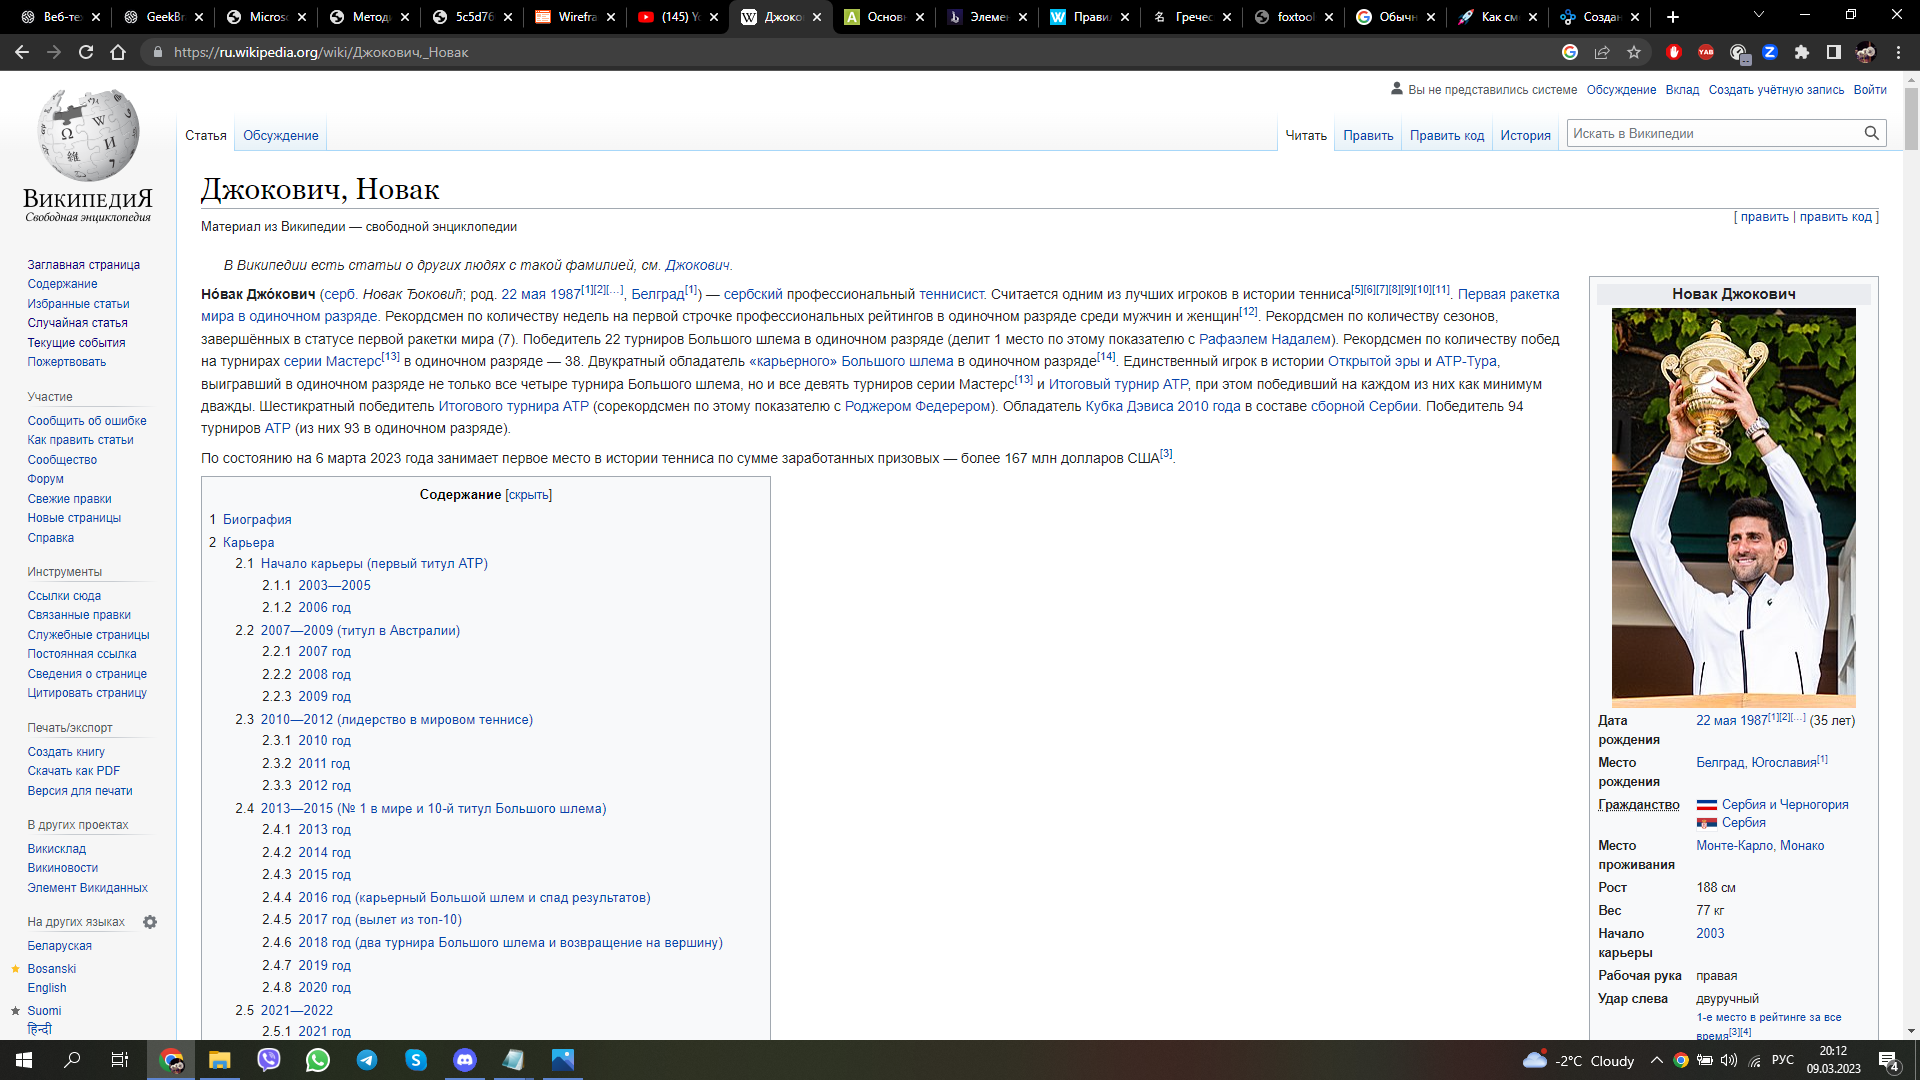 Веб-те
GeekBr
Microso
Методи
5c5d76
Wirefra
(145) Yo
Джоко
Основн
Элемен
Правил
Гречес
foxtool
Обычн
Как см
Создан
https://ru.wikipedia.org/wiki/Джокович,_Новак
Вы не представились системе Обсуждение Вклад Создать учётную запись Войти
Статья Обсуждение Читать Править Править код История Искать в Википедии
ВикипедиЯ
Свободная энциклопедия
Заглавная страница
Содержание
Избранные статьи
Случайная статья
Текущие события
Пожертвовать
Участие
Сообщить об ошибке
Как править статьи
Сообщество
Форум
Свежие правки
Новые страницы
Справка
Инструменты
Ссылки сюда
Связанные правки
Служебные страницы
Постоянная ссылка
Сведения о странице
Цитировать страницу
Печать/экспорт
Создать книгу
Скачать как PDF
Версия для печати
В других проектах
Викисклад
Викиновости
Элемент Викиданных
На других языках
Беларуская
Bosanski
English
Suomi
हिन्दी
Джокович, Новак
[ править | править код ]
Материал из Википедии — свободной энциклопедии
В Википедии есть статьи о других людях с такой фамилией, см. Джокович.
Но́вак Джо́кович (серб. Новак Ђоковић; род. 22 мая 1987[1][2][…], Белград[1]) — сербский профессиональный теннисист. Считается одним из лучших игроков в истории тенниса[5][6][7][8][9][10][11]. Первая ракетка
мира в одиночном разряде. Рекордсмен по количеству недель на первой строчке профессиональных рейтингов в одиночном разряде среди мужчин и женщин[12]. Рекордсмен по количеству сезонов,
завершённых в статусе первой ракетки мира (7). Победитель 22 турниров Большого шлема в одиночном разряде (делит 1 место по этому показателю с Рафаэлем Надалем). Рекордсмен по количеству побед
на турнирах серии Мастерс[13] в одиночном разряде — 38. Двукратный обладатель «карьерного» Большого шлема в одиночном разряде[14]. Единственный игрок в истории Открытой эры и ATP-Тура,
выигравший в одиночном разряде не только все четыре турнира Большого шлема, но и все девять турниров серии Мастерс[13] и Итоговый турнир ATP, при этом победивший на каждом из них как минимум
дважды. Шестикратный победитель Итогового турнира ATP (сорекордсмен по этому показателю с Роджером Федерером). Обладатель Кубка Дэвиса 2010 года в составе сборной Сербии. Победитель 94
турниров ATP (из них 93 в одиночном разряде).
По состоянию на 6 марта 2023 года занимает первое место в истории тенниса по сумме заработанных призовых — более 167 млн долларов США[3].
Содержание [скрыть]
1 Биография
2 Карьера
2.1 Начало карьеры (первый титул ATP)
2.1.1 2003—2005
2.1.2 2006 год
2.2 2007—2009 (титул в Австралии)
2.2.1 2007 год
2.2.2 2008 год
2.2.3 2009 год
2.3 2010—2012 (лидерство в мировом теннисе)
2.3.1 2010 год
2.3.2 2011 год
2.3.3 2012 год
2.4 2013—2015 (№ 1 в мире и 10-й титул Большого шлема)
2.4.1 2013 год
2.4.2 2014 год
2.4.3 2015 год
2.4.4 2016 год (карьерный Большой шлем и спад результатов)
2.4.5 2017 год (вылет из топ-10)
2.4.6 2018 год (два турнира Большого шлема и возвращение на вершину)
2.4.7 2019 год
2.4.8 2020 год
2.5 2021—2022
2.5.1 2021 год
Новак Джокович
Дата рождения 22 мая 1987[1][2][…] (35 лет)
Место рождения Белград, Югославия[1]
Гражданство Сербия и Черногория
Сербия
Место проживания Монте-Карло, Монако
Рост 188 см
Вес 77 кг
Начало карьеры 2003
Рабочая рука правая
Удар слева двуручный
1-е место в рейтинге за все
время[3][4]
-2°C Cloudy
РУС
20:12
09.03.2023
4